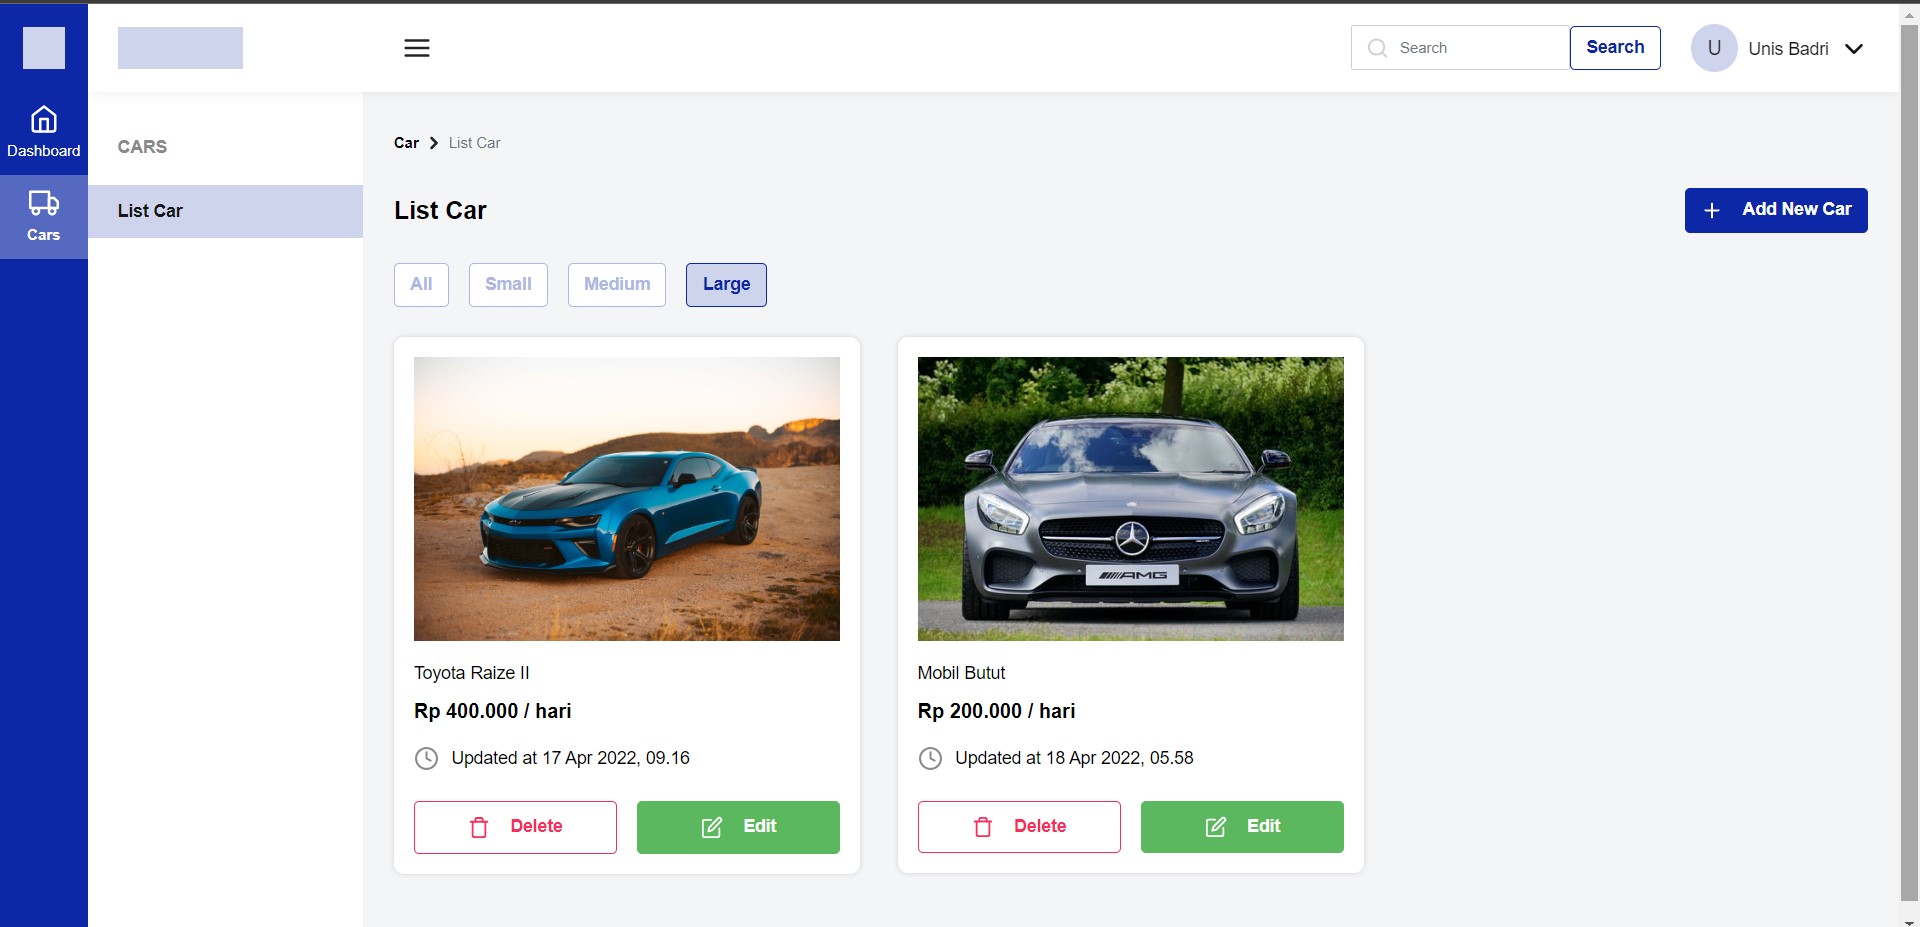 Search
Search
U
Unis Badri
Dashboard
Cars
CARS
List Car
Car
List Car
List Car
Add New Car
All
Small
Medium
Large
AMG
Toyota Raize II
Rp 400.000 / hari
Updated at 17 Apr 2022, 09.16
Delete
Edit
Mobil Butut
Rp 200.000 / hari
Updated at 18 Apr 2022, 05.58
Delete
Edit